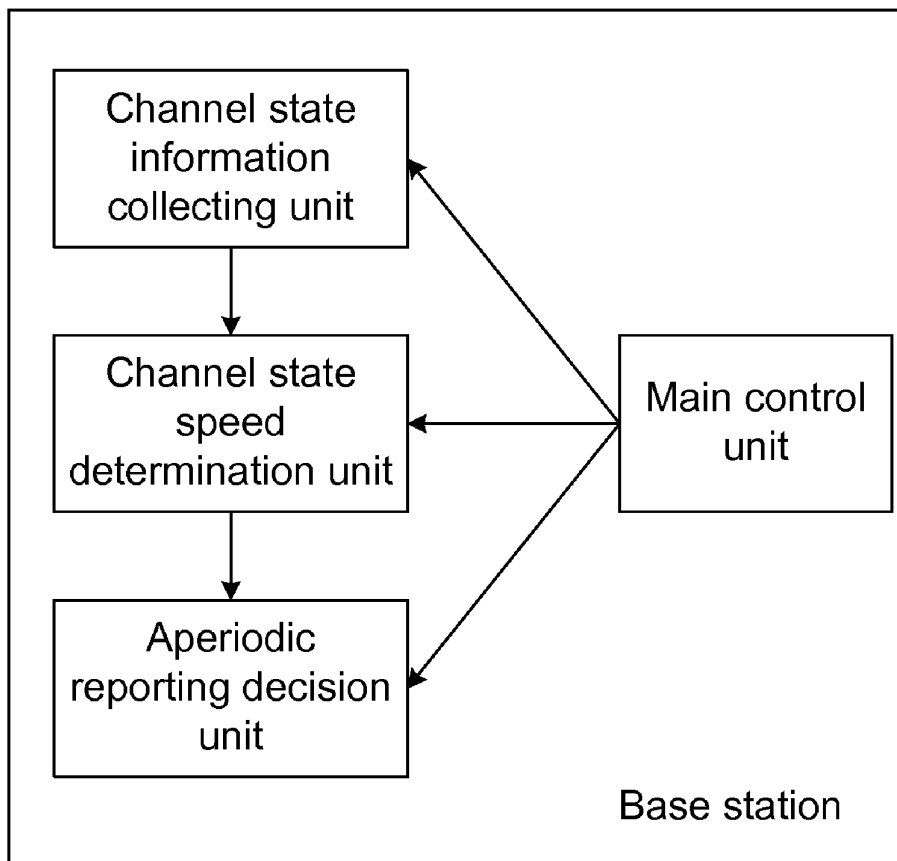 Channel state
information
collecting unit
Channel state
speed
determination unit
Main control
unit
Aperiodic
reporting decision
unit
Base station